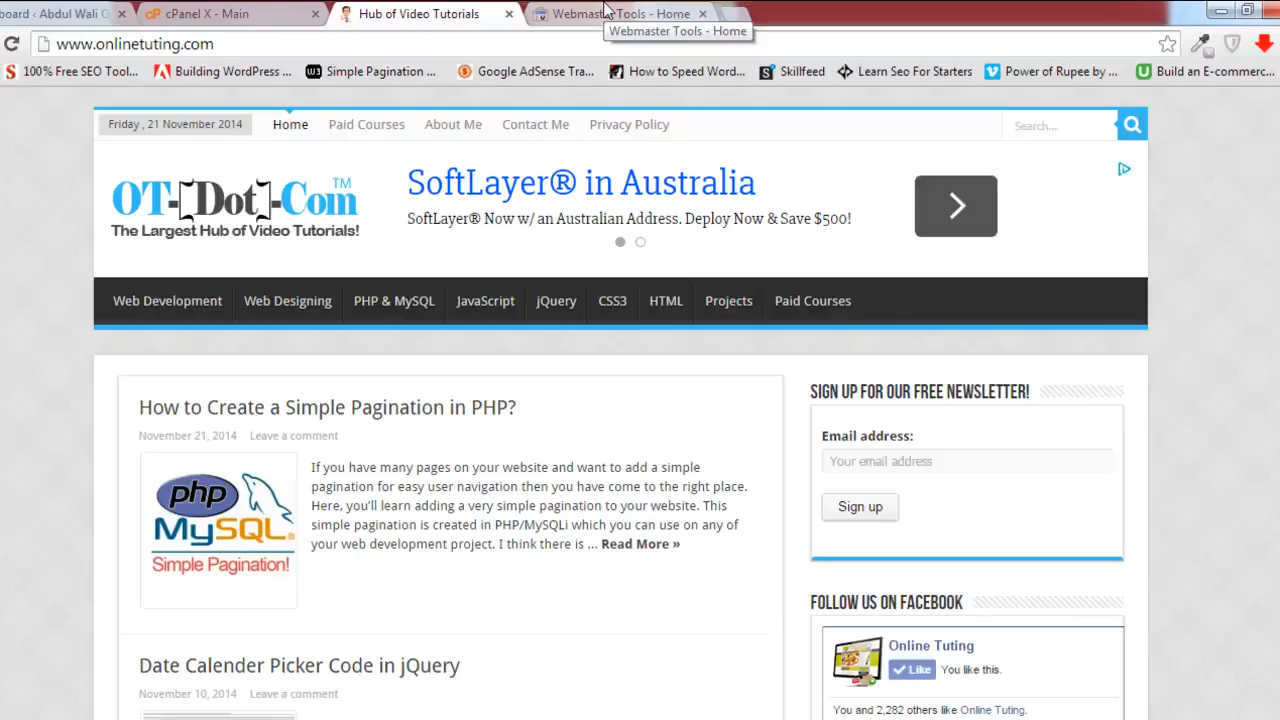 board ‹ Abdul Wali O
cPanel X - Main
Hub of Video Tutorials
Webmaster Tools - Home
Webmaster Tools - Home
www.onlinetuting.com
100% Free SEO Tool...
Building WordPress ...
Simple Pagination ...
Google AdSense Tra...
How to Speed Word...
Skillfeed
Learn Seo For Starters
Power of Rupee by ...
Build an E-commerc...
Friday , 21 November 2014
Home
Paid Courses
About Me
Contact Me
Privacy Policy
Search...
OT-[Dot]-Com™
The Largest Hub of Video Tutorials!
SoftLayer® in Australia
SoftLayer® Now w/ an Australian Address. Deploy Now & Save $500!
Web Development
Web Designing
PHP & MySQL
JavaScript
jQuery
CSS3
HTML
Projects
Paid Courses
How to Create a Simple Pagination in PHP?
November 21, 2014
Leave a comment
php
MySQL®
Simple Pagination!
If you have many pages on your website and want to add a simple
pagination for easy user navigation then you have come to the right place.
Here, you'll learn adding a very simple pagination to your website. This
simple pagination is created in PHP/MySQLi which you can use on any of
your web development project. I think there is ... Read More »
Date Calender Picker Code in jQuery
November 10, 2014
Leave a comment
SIGN UP FOR OUR FREE NEWSLETTER!
Email address:
Your email address
Sign up
FOLLOW US ON FACEBOOK
Online Tuting
Like
You like this.
You and 2,282 others like Online Tuting.